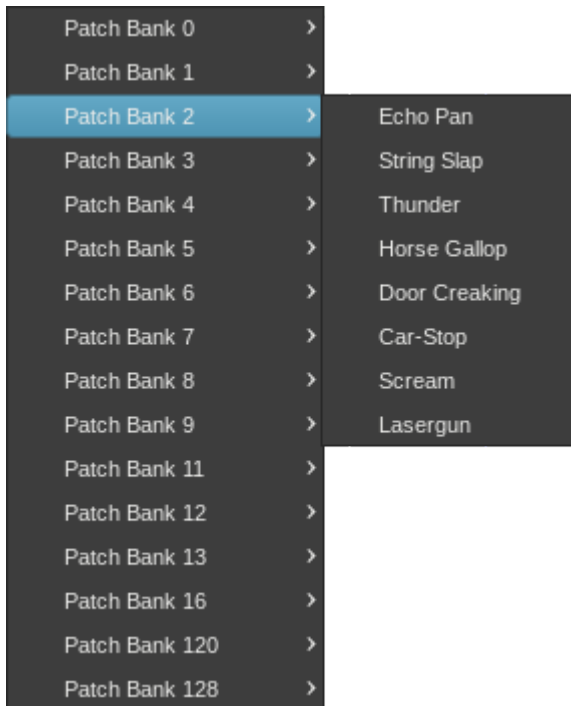 Patch Bank 0
Patch Bank 1
Patch Bank 2
Patch Bank 3
Patch Bank 4
Patch Bank 5
Patch Bank 6
Patch Bank 7
Patch Bank 8
Patch Bank 9
Patch Bank 11
Patch Bank 12
Patch Bank 13
Patch Bank 16
Patch Bank 120
Patch Bank 128
Echo Pan
String Slap
Thunder
Horse Gallop
Door Creaking
Car-Stop
Scream
Lasergun